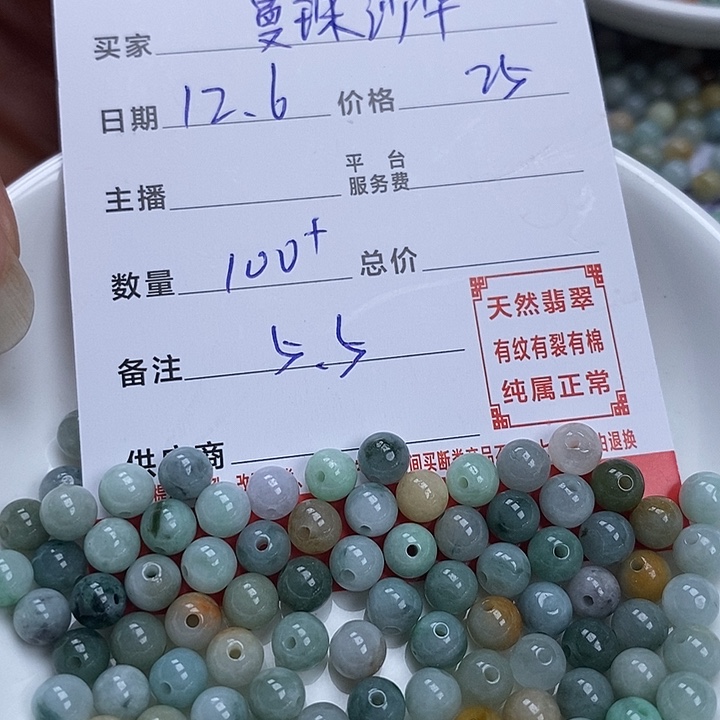 买家 曼珠沙华
日期 12.6 价格 25
主播 平台服务费
数量 100+ 总价
备注 5.5
天然翡翠
有纹有裂有棉
纯属正常
供应商